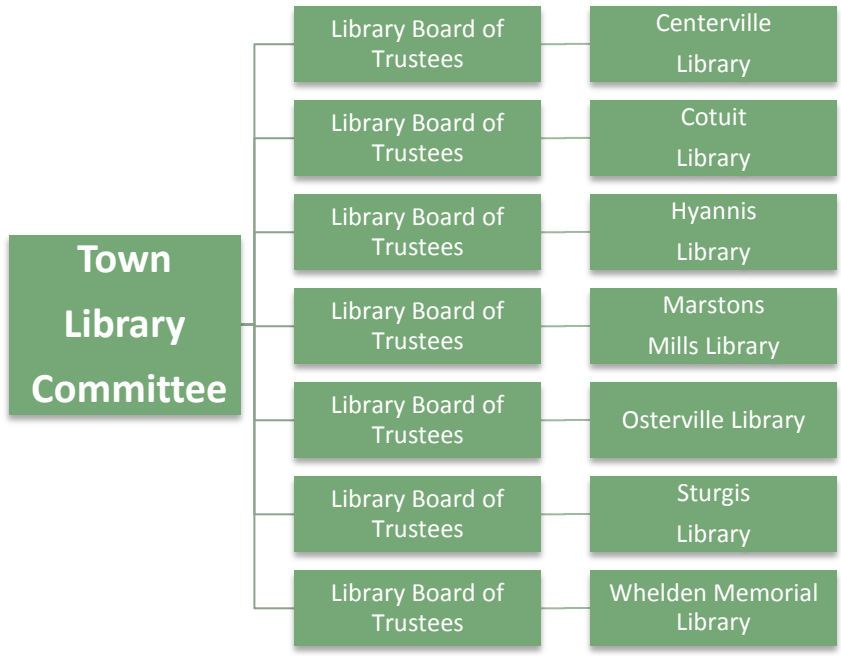 Town
Library
Committee
Library Board of
Trustees
Centerville
Library
Library Board of
Trustees
Cotuit
Library
Library Board of
Trustees
Hyannis
Library
Library Board of
Trustees
Marstons
Mills Library
Library Board of
Trustees
Osterville Library
Library Board of
Trustees
Sturgis
Library
Library Board of
Trustees
Whelden Memorial
Library